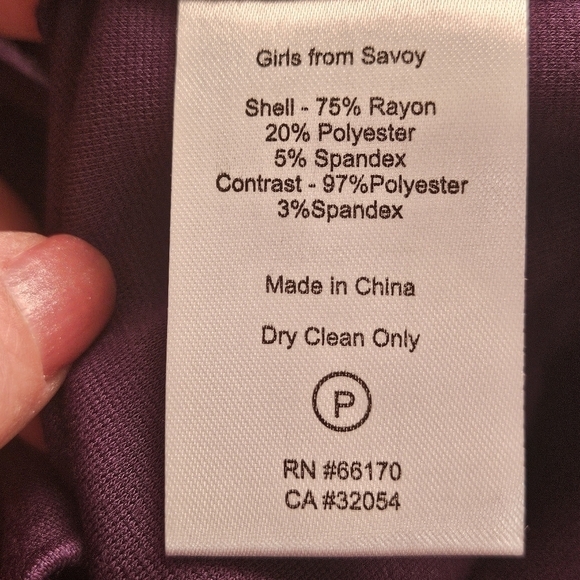 Girls from Savoy
Shell - 75% Rayon
20% Polyester
5% Spandex
Contrast - 97%Polyester
3%Spandex
Made in China
Dry Clean Only
P
RN #66170
CA #32054